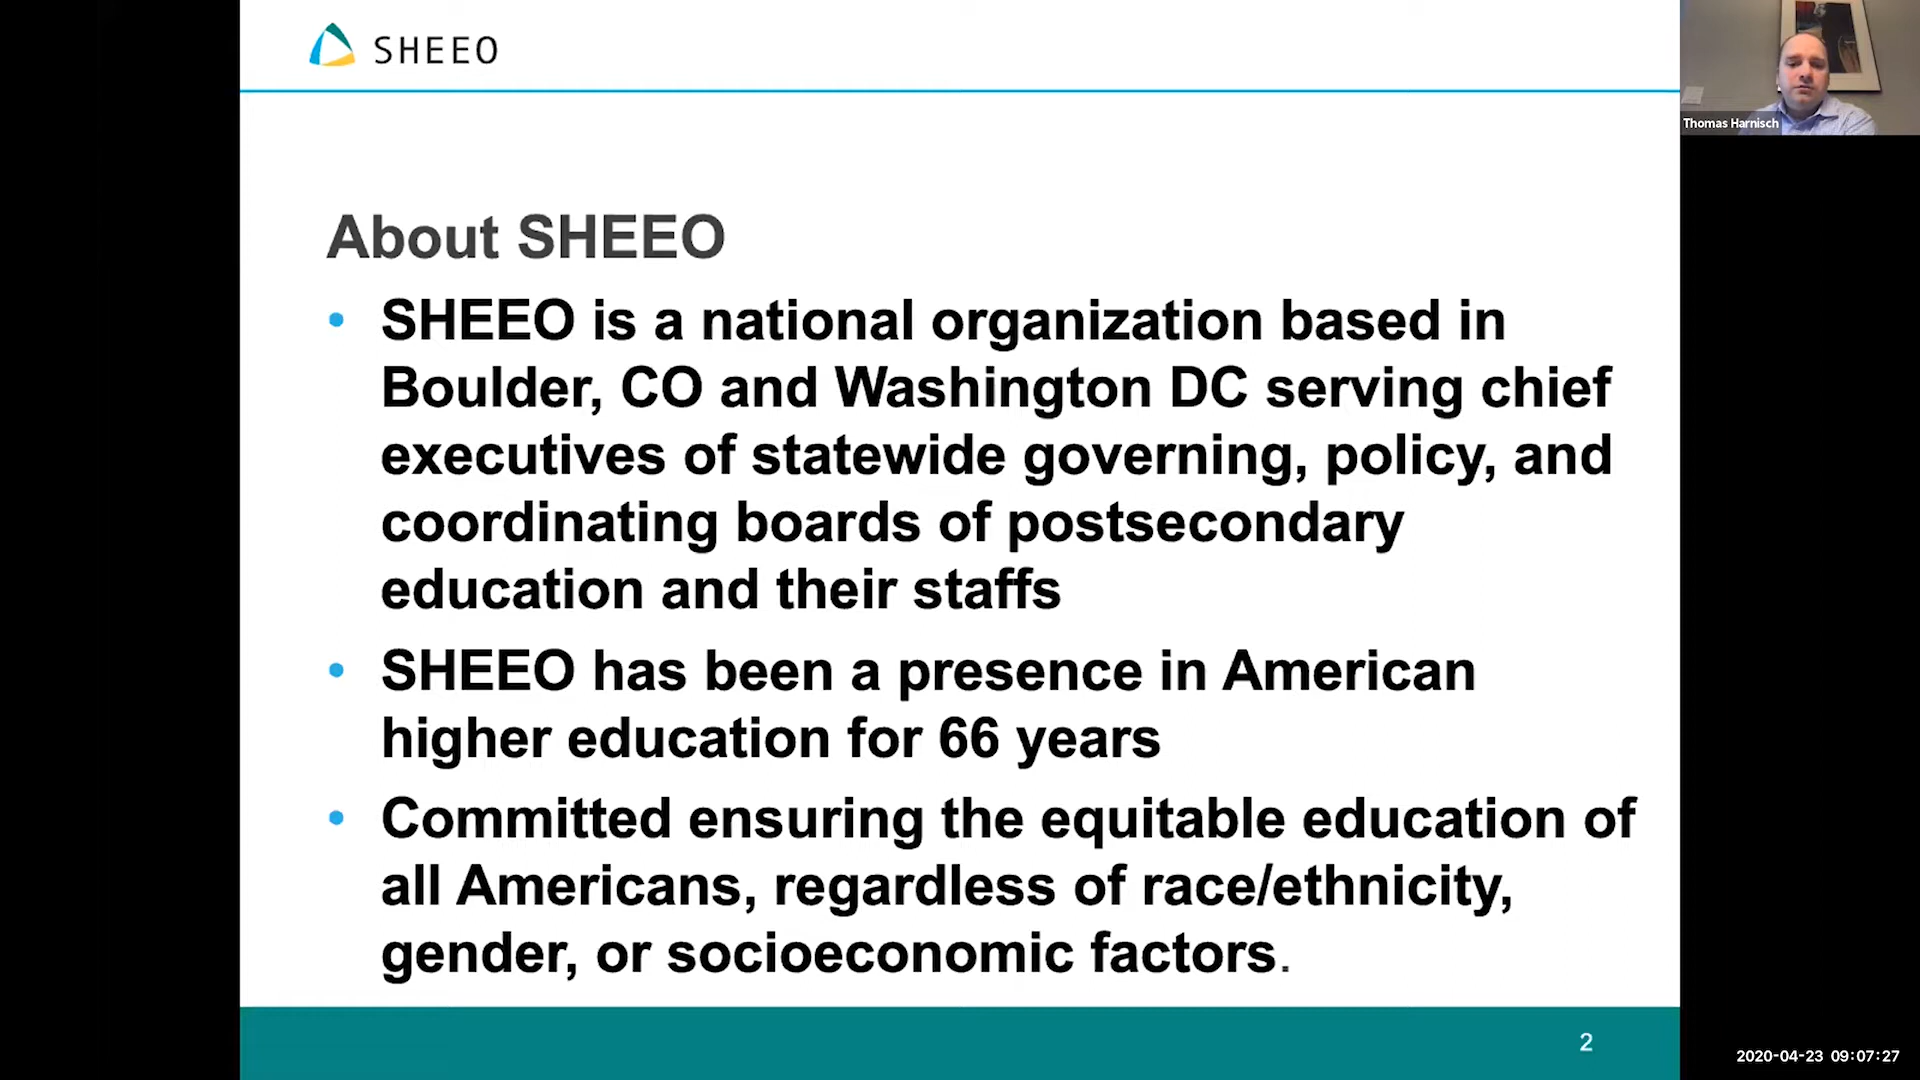 SHEEO
Thomas Harnisch
About SHEEO
• SHEEO is a national organization based in
Boulder, CO and Washington DC serving chief
executives of statewide governing, policy, and
coordinating boards of postsecondary
education and their staffs
• SHEEO has been a presence in American
higher education for 66 years
• Committed ensuring the equitable education of
all Americans, regardless of race/ethnicity,
gender, or socioeconomic factors.
2
2020-04-23 09:07:27